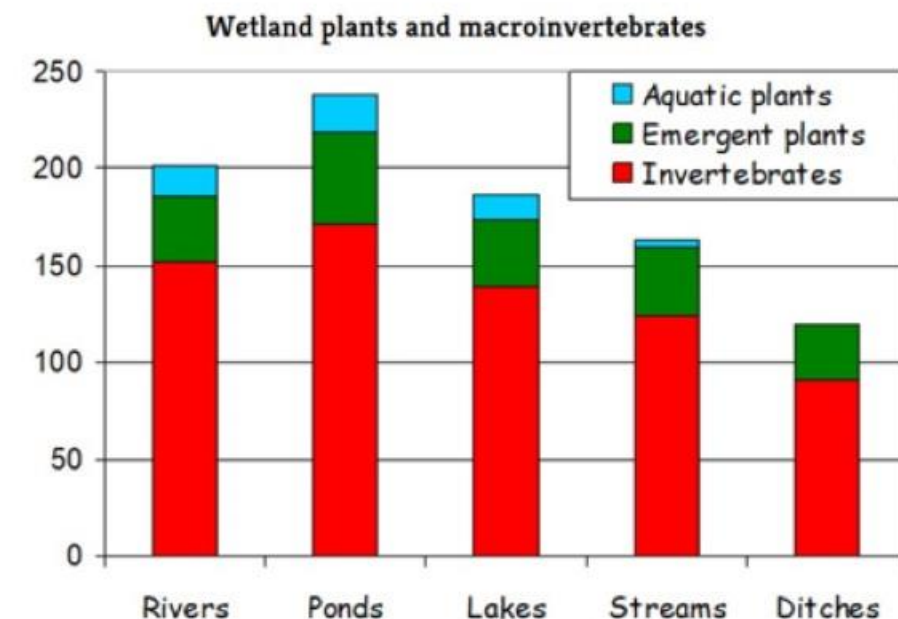 Wetland plants and macroinvertebrates
250
200
150
100
50
0
Aquatic plants
Emergent plants
Invertebrates
Rivers Ponds Lakes Streams Ditches